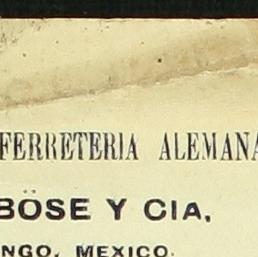 FERRETERIA ALEMANA
BÖSE Y CIA,
NGO, MEXICO.